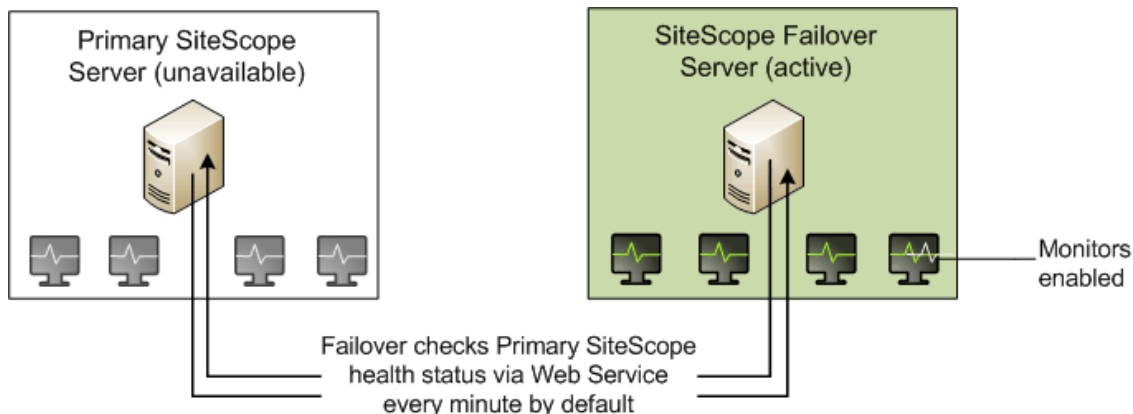 Primary SiteScope
Server (unavailable)
SiteScope Failover
Server (active)
Monitors
enabled
Failover checks Primary SiteScope
health status via Web Service
every minute by default